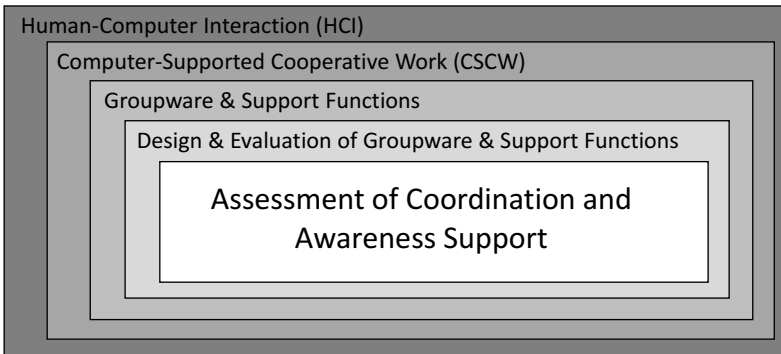 Human-Computer Interaction (HCI)
Computer-Supported Cooperative Work (CSCW)
Groupware & Support Functions
Design & Evaluation of Groupware & Support Functions
Assessment of Coordination and
Awareness Support